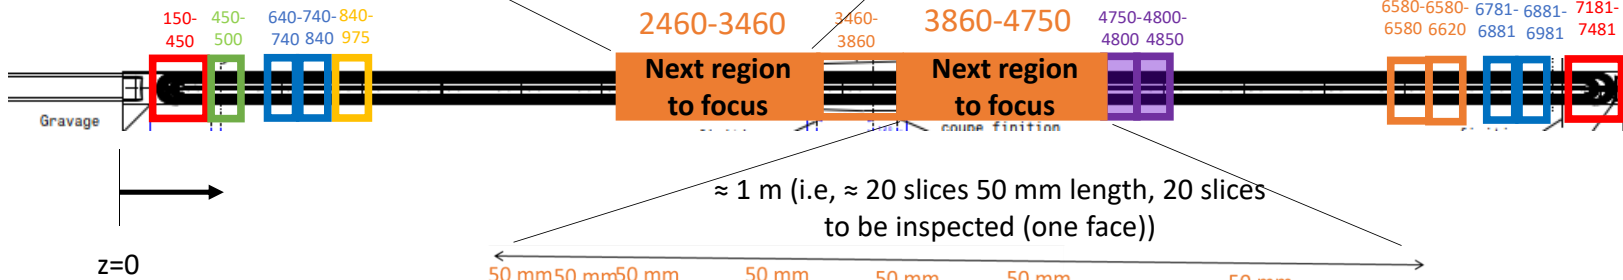 150-
450
450-
500
640-
740
740-
840
840-
975
2460-3460
3460-
3860
3860-4750
4750-
4800
4800-
4850
6580-
6580
6580-
6620
6781-
6881
6881-
6981
7181-
7481
Next region
to focus
Next region
to focus
Gravage
coupe finition
≈ 1 m (i.e, ≈ 20 slices 50 mm length, 20 slices
to be inspected (one face))
z=0
50 mm
50 mm
50 mm
50 mm
50 mm
50 mm
50 mm